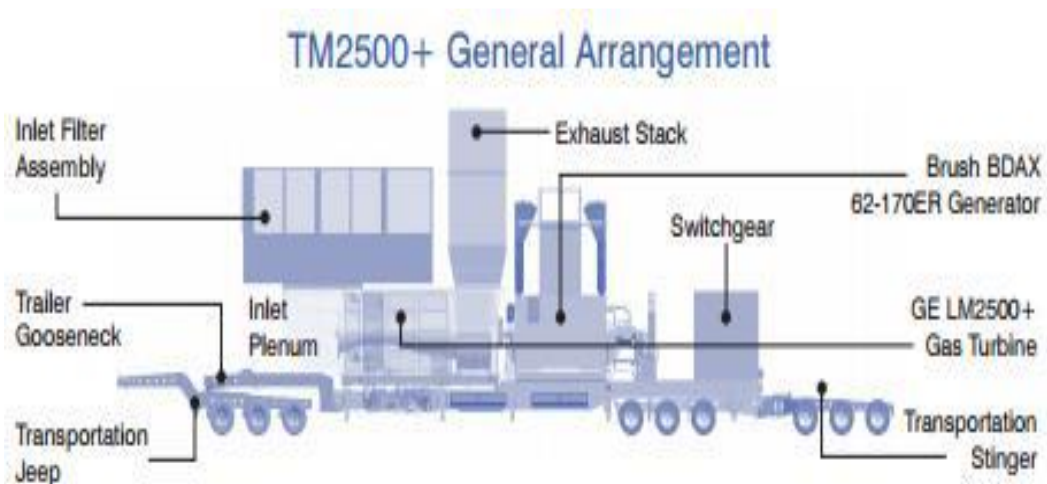 TM2500+ General Arrangement
Inlet Filter
Assembly
Exhaust Stack
Brush BDAX
62-170ER Generator
Switchgear
Trailer
Gooseneck
Inlet
Plenum
GE LM2500+
Gas Turbine
Transportation
Jeep
Transportation
Stinger